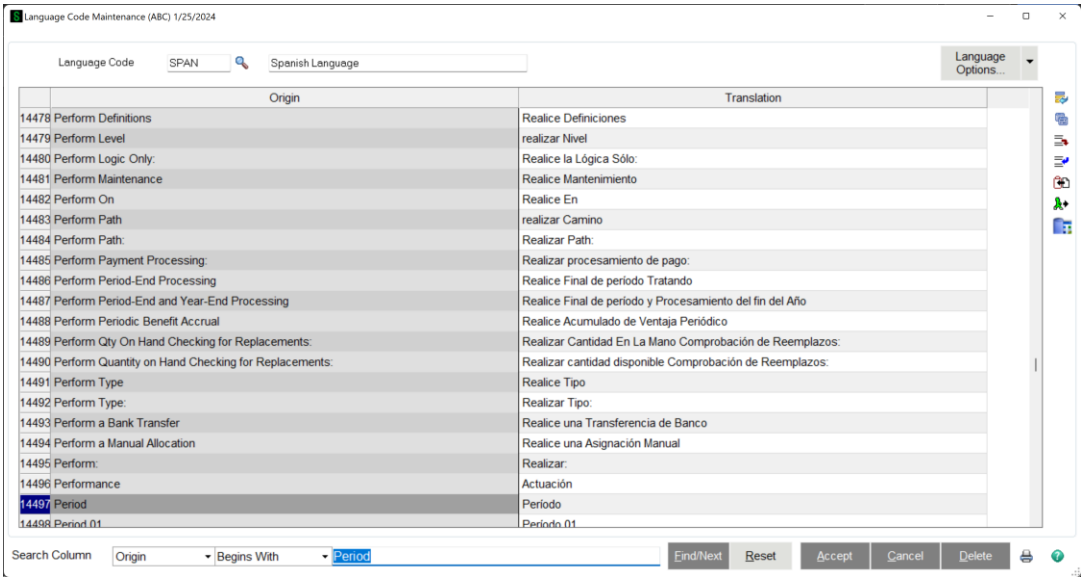 Language Code Maintenance (ABC) 1/25/2024
Language Code SPAN Spanish Language Language Options...
Origin Translation
14478 Perform Definitions Realice Definiciones
14479 Perform Level realizar Nivel
14480 Perform Logic Only: Realice la Lógica Sólo:
14481 Perform Maintenance Realice Mantenimiento
14482 Perform On Realice En
14483 Perform Path realizar Camino
14484 Perform Path: Realizar Path:
14485 Perform Payment Processing: Realizar procesamiento de pago:
14486 Perform Period-End Processing Realice Final de período Tratando
14487 Perform Period-End and Year-End Processing Realice Final de período y Procesamiento del fin del Año
14488 Perform Periodic Benefit Accrual Realice Acumulado de Ventaja Periódico
14489 Perform Qty On Hand Checking for Replacements: Realizar Cantidad En La Mano Comprobación de Reemplazos:
14490 Perform Quantity on Hand Checking for Replacements: Realizar cantidad disponible Comprobación de Reemplazos:
14491 Perform Type Realice Tipo
14492 Perform Type: Realizar Tipo:
14493 Perform a Bank Transfer Realice una Transferencia de Banco
14494 Perform a Manual Allocation Realice una Asignación Manual
14495 Perform: Realizar:
14496 Performance Actuación
14497 Period Período
14498 Period 01 Período 01
Search Column Origin Begins With Period Find/Next Reset Accept Cancel Delete